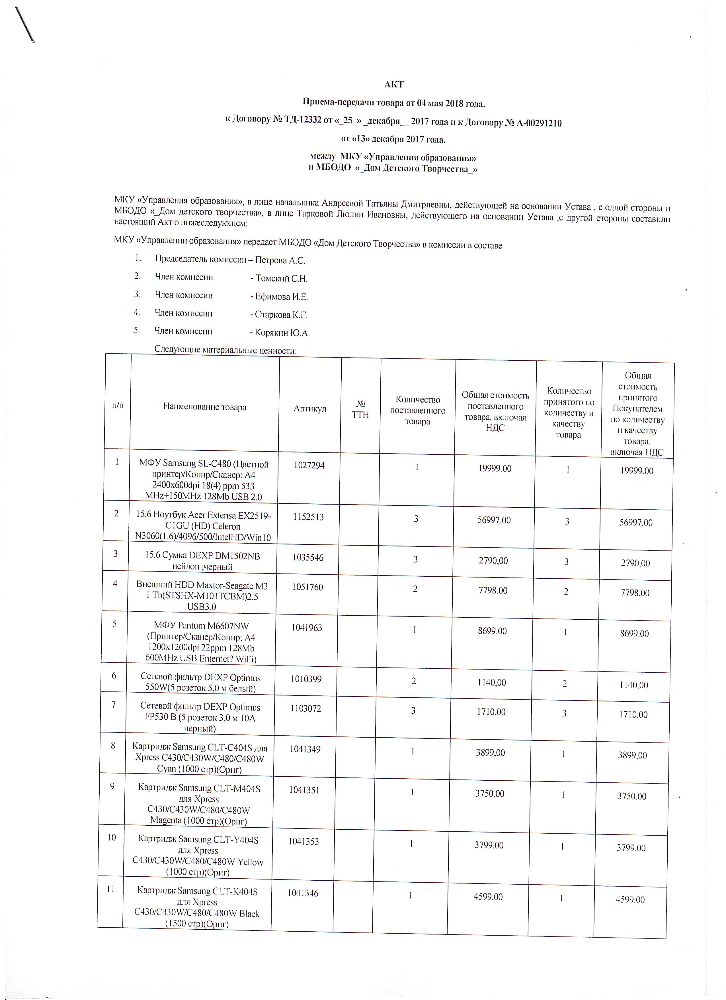 АКТ
Приема-передачи товара от 04 мая 2018 года.
к Договору № ТД-12332 от «_25_» _декабря__ 2017 года и к Договору № А-00291210
от «13» декабря 2017 года.
между МКУ «Управления образования»
и МБОДО «_Дом Детского Творчества_»
МКУ «Управления образования», в лице начальника Андреевой Татьяны Дмитриевны, действующей на основании Устава , с одной стороны и
МБОДО «_Дом детского творчества», в лице Тарковой Люлии Ивановны, действующего на основании Устава ,с другой стороны составили
настоящий Акт о нижеследующем:
МКУ «Управлении образования» передает МБОДО «Дом Детского Творчества» в комиссии в составе
1. Председатель комиссии – Петрова А.С.
2. Член комиссии - Томский С.Н.
3. Член комиссии - Ефимова И.Е.
4. Член комиссии - Старкова К.Г.
5. Член комиссии - Корякин Ю.А.
Следующие материальные ценности:
п/п
Наименование товара
Артикул
№
ТТН
Количество
поставленного
товара
Общая стоимость
поставленного
товара, включая
НДС
Количество
принятого по
количеству и
качеству
товара
Общая
стоимость
принятого
Покупателем
по количеству
и качеству
товара,
включая НДС
1 МФУ Samsung SL-C480 (Цветной 1027294 1 19999.00 1 19999.00
принтер/Копир/Сканер: А4
2400x600dpi 18(4) ppm 533
MHz+150MHz 128Mb USB 2.0
2 15.6 Ноутбук Acer Extensa EX2519- 1152513 3 56997.00 3 56997.00
C1GU (HD) Celeron
N3060(1.6)/4096/500/IntelHD/Win10
3 15.6 Сумка DEXP DM1502NB 1035546 3 2790,00 3 2790.00
нейлон ,черный
4 Внешний HDD Maxtor-Seagate M3 1051760 2 7798.00 2 7798.00
1 Tb(STSHX-M101TCBM)2.5
USB3.0
5 МФУ Pantum M6607NW 1041963 1 8699.00 1 8699.00
(Принтер/Сканер/Копир; А4
1200x1200dpi 22ppm 128Mb
600MHz USB Enternet? WiFi)
6 Сетевой фильтр DEXP Optimus 1010399 2 1140,00 2 1140.00
550W(5 розеток 5,0 м белый)
7 Сетевой фильтр DEXP Optimus 1103072 3 1710.00 3 1710.00
FP530 B (5 розеток 3,0 м 10А
черный)
8 Картридж Samsung CLT-C404S для 1041349 1 3899,00 1 3899,00
Xpress C430/C430W/C480/C480W
Cyan (1000 стр)(Ориг)
9 Картридж Samsung CLT-M404S 1041351 1 3750.00 1 3750.00
для Xpress
C430/C430W/C480/C480W
Magenta (1000 стр)(Ориг)
10 Картридж Samsung CLT-Y404S 1041353 1 3799.00 1 3799.00
для Xpress
C430/C430W/C480/C480W Yellow
(1000 стр)(Ориг)
11 Картридж Samsung CLT-K404S 1041346 1 4599.00 1 4599.00
для Xpress
C430/C430W/C480/C480W Black
(1500 стр)(Ориг)